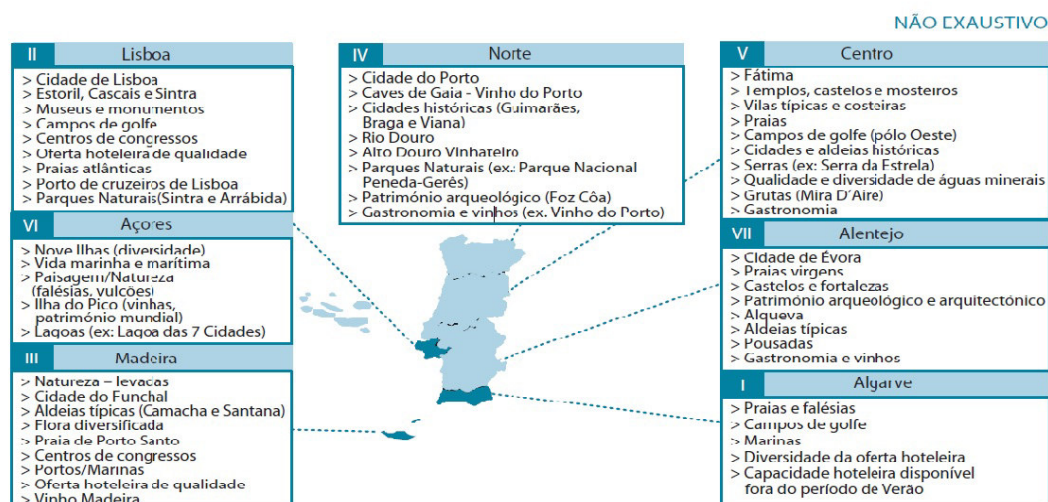 NÃO EXAUSTIVO
II Lisboa
> Cidade de Lisboa
> Estoril, Cascais e Sintra
> Museus e monumentos
> Campos de golfe
> Centros de congressos
> Oferta hoteleira de qualidade
> Praias atlânticas
> Porto de cruzeiros de Lisboa
> Parques Naturais(Sintra e Arrábida)
VI Açores
> Nove Ilhas (diversidade)
> Vida marinha e marítima
> Paisagem/Natureza
(falésias, vulcões)
> Ilha do Pico (vinhas,
património mundial)
> Lagoas (ex: Lagoa das 7 Cidades)
III Madeira
> Natureza – levadas
> Cidade do Funchal
> Aldeias típicas (Camacha e Santana)
> Flora diversificada
> Praia de Porto Santo
> Centros de congressos
> Portos/Marinas
> Oferta hoteleira de qualidade
> Vinho Madeira
IV Norte
> Cidade do Porto
> Caves de Gaia - Vinho do Porto
> Cidades históricas (Guimarães,
Braga e Viana)
> Rio Douro
> Alto Douro Vinhateiro
> Parques Naturais (ex.: Parque Nacional
Peneda-Gerês)
> Património arqueológico (Foz Côa)
> Gastronomia e vinhos (ex. Vinho do Porto)
V Centro
> Fátima
> Templos, castelos e mosteiros
> Vilas típicas e costeiras
> Praias
> Campos de golfe (pólo Oeste)
> Cidades e aldeias históricas
> Serras (ex: Serra da Estrela)
> Qualidade e diversidade de águas minerais
> Grutas (Mira D'Aire)
> Gastronomia
VII Alentejo
> Cidade de Évora
> Praias virgens
> Castelos e fortalezas
> Património arqueológico e arquitectónico
> Alqueva
> Aldeias típicas
> Pousadas
> Gastronomia e vinhos
I Algarve
> Praias e falésias
> Campos de golfe
> Marinas
> Diversidade da oferta hoteleira
> Capacidade hoteleira disponível
fora do período de Verão